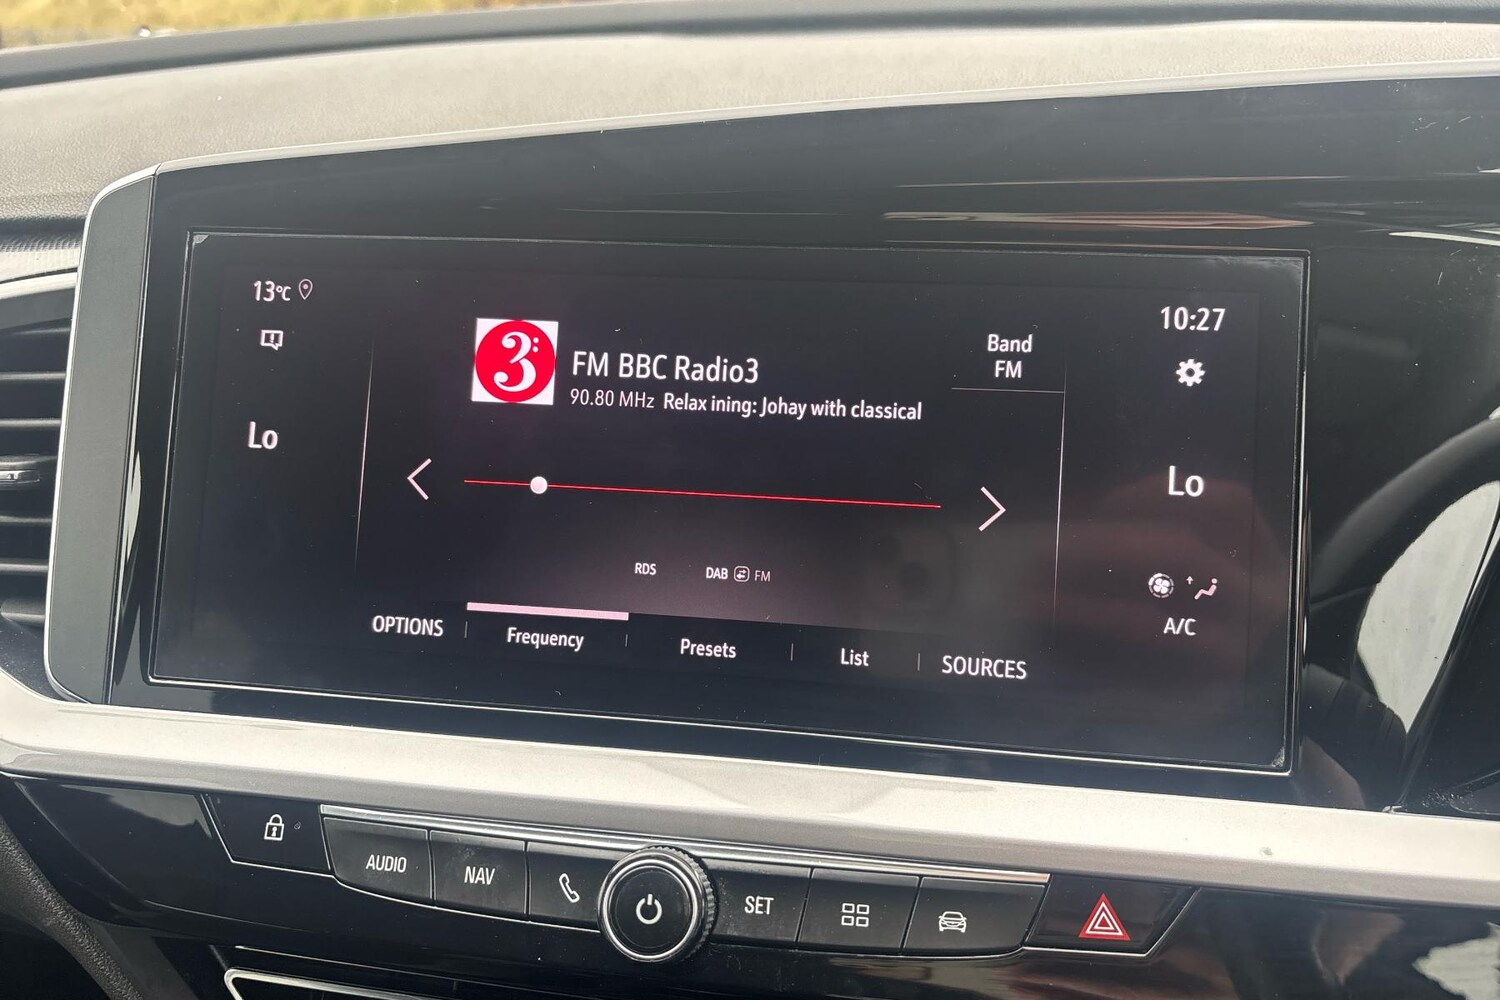 13°C
10:27
3:
FM BBC Radio3
90.80 MHz Relax ining: Johay with classical
Band
FM
Lo
Lo
RDS
DAB FM
A/C
OPTIONS
Frequency
Presets
List
SOURCES
AUDIO
NAV
SET